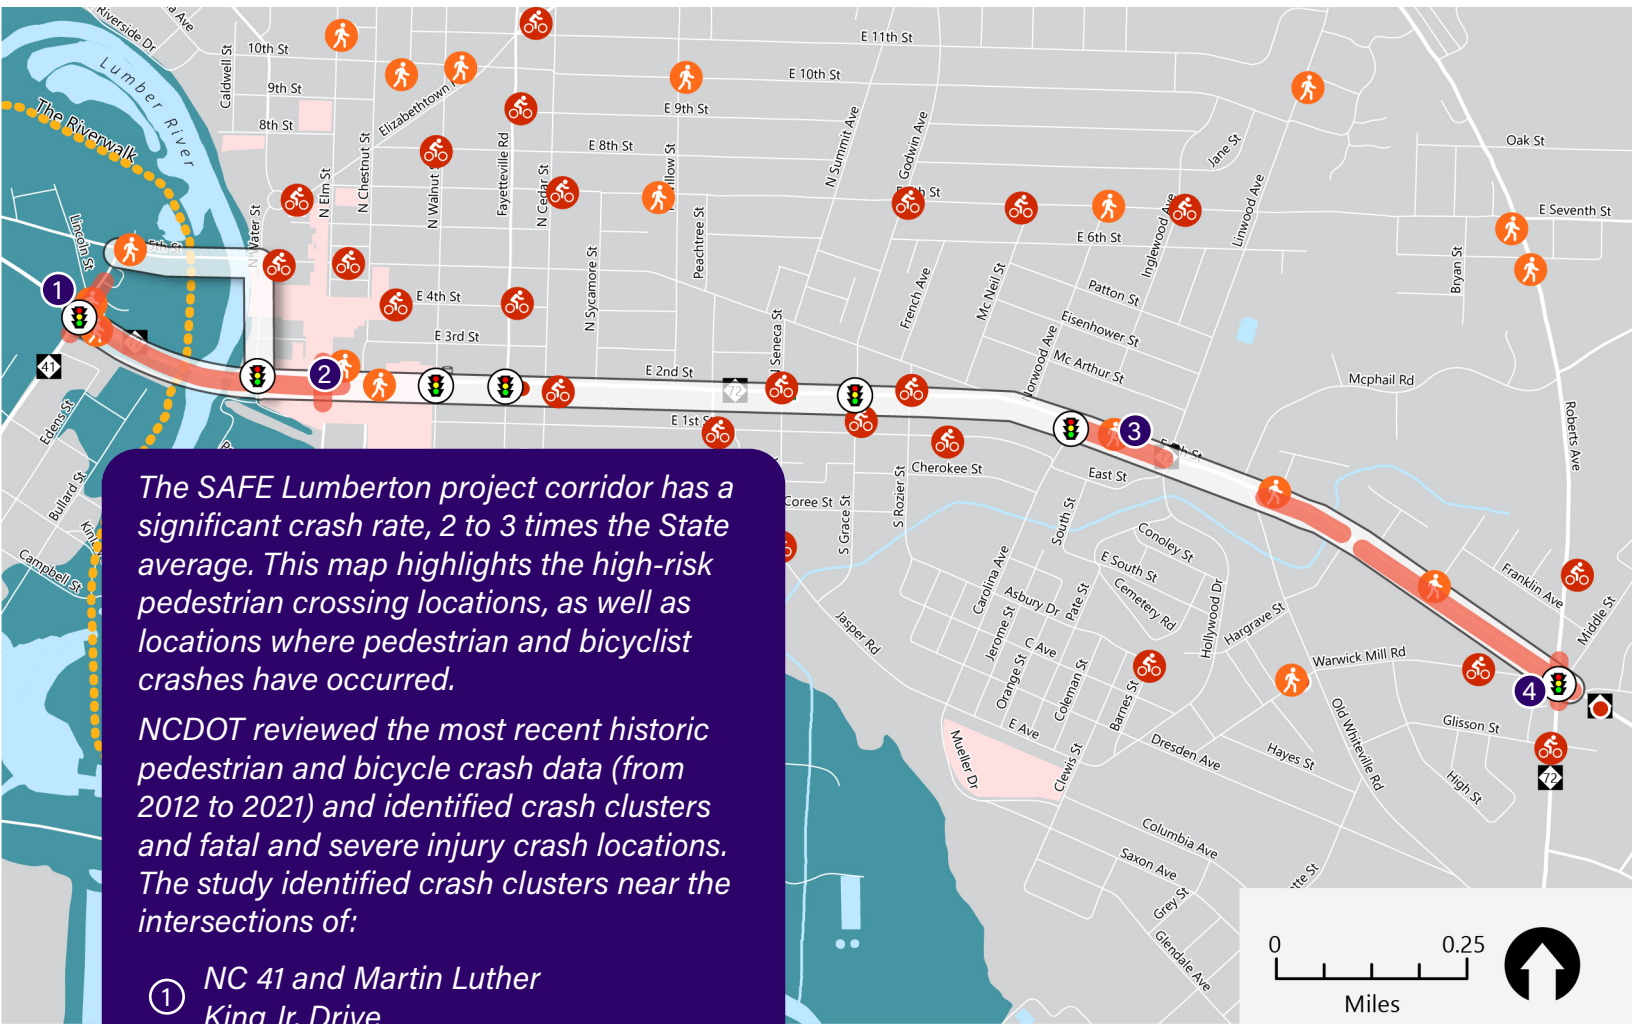 Riverside Dr
10th St
Caldwell St
9th St
8th St
Lumber River
The Riverwalk
Elizabethtown
E 11th St
E 10th St
E 9th St
E 8th St
N Elm St
N Chestnut St
N Walnut
Fayetteville Rd
N Cedar St
N Summit Ave
Godwin Ave
Jane St
Oak St
E Seventh St
Lincoln St
5th St
Peachtree St
N Sycamore St
E 6th St
Inglewood Ave
Linwood Ave
Bryan St
French Ave
Mc Neil St
Patton St
Eisenhower St
Mc Arthur St
Norwood Ave
E 4th St
E 3rd St
E 2nd St
N Seneca St
Mcphail Rd
Roberts Ave
1
2
3
4
41
72
72
E 1st St
Edens St
Bullard St
Campbell St
Cherokee St
Coree St
S Grace St
S Rozier St
East St
South St
Conoley St
E South St
Cemetery Rd
Carolina Ave
Asbury Dr
Pate St
Jerome St
C Ave
Orange St
Coleman St
Barnes St
Hollywood Dr
Hargrave St
Franklin Ave
Middle St
Warwick Mill Rd
Jasper Rd
E Ave
Mueller Dr
Clewis St
Dresden Ave
Hayes St
Old Whiteville Rd
Glisson St
High St
Columbia Ave
Saxon Ave
Grey St
Glendale Ave
The SAFE Lumberton project corridor has a
significant crash rate, 2 to 3 times the State
average. This map highlights the high-risk
pedestrian crossing locations, as well as
locations where pedestrian and bicyclist
crashes have occurred.
NCDOT reviewed the most recent historic
pedestrian and bicycle crash data (from
2012 to 2021) and identified crash clusters
and fatal and severe injury crash locations.
The study identified crash clusters near the
intersections of:
1 NC 41 and Martin Luther
King Jr. Drive
0 0.25
Miles